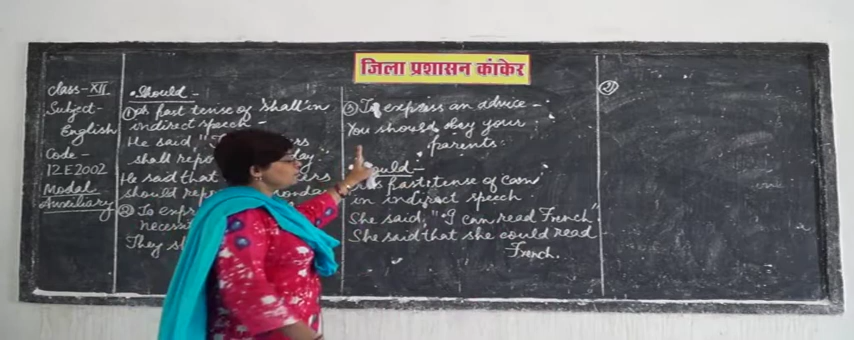 जिला प्रशासन कांकेर
Class-XII
Subject-
English
Code-
12E2002
Modal
Auxiliary
•Should-
① As past tense of "shall" in
indirect speech-
He said, "
shall day
He said that
should monday
② To
They
③ To express an advice-
You should obey your
parents.
as past tense of can
in indirect speech
She said, "I can read French".
She said that she could read
French.
②